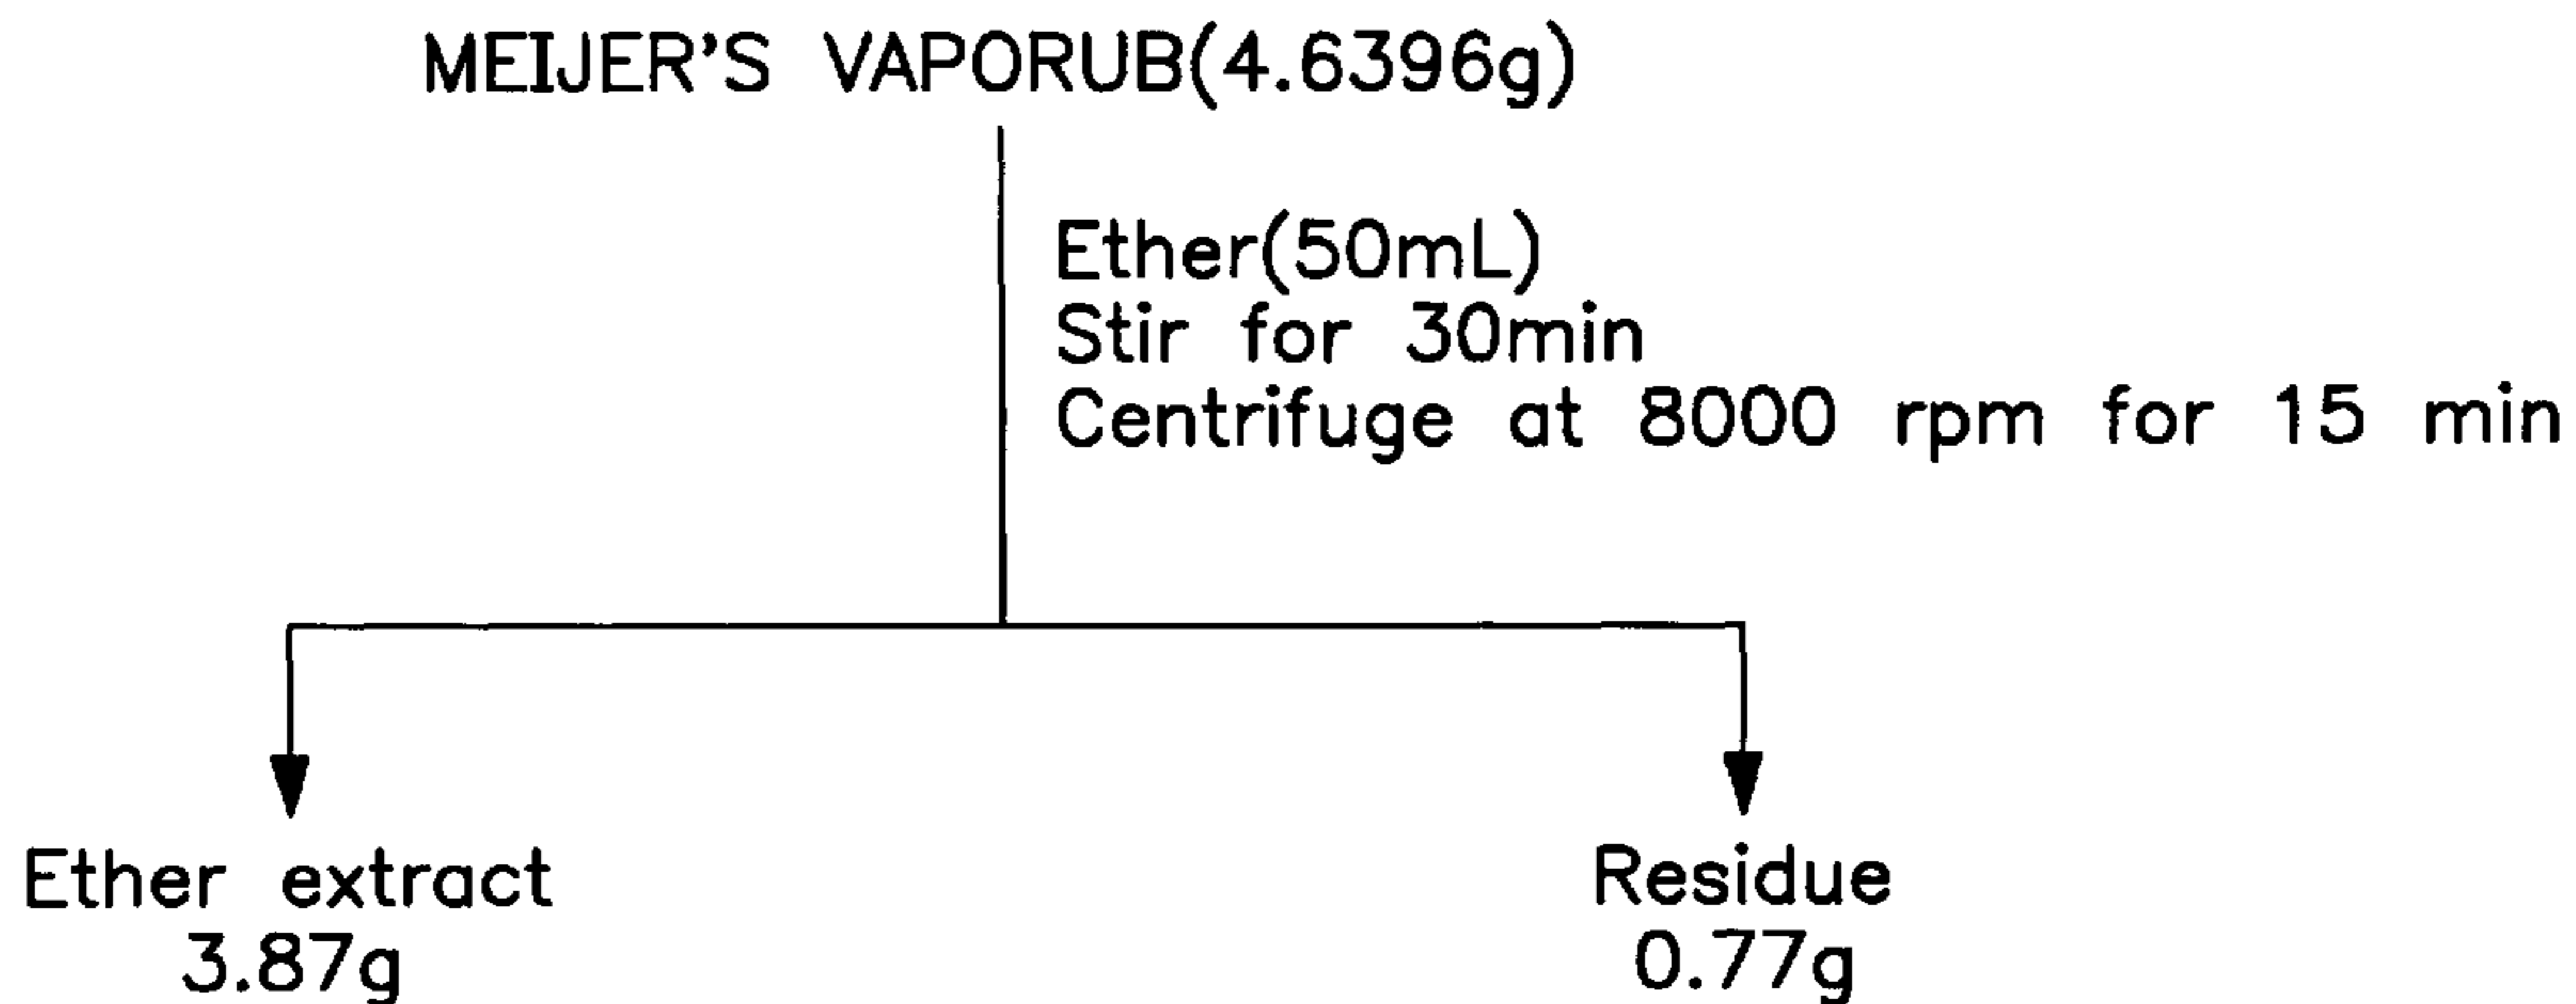 MEIJER'S VAPORUB(4.6396g)
Ether(50mL)
Stir for 30min
Centrifuge at 8000 rpm for 15 min
Ether extract
3.87g
Residue
0.77g